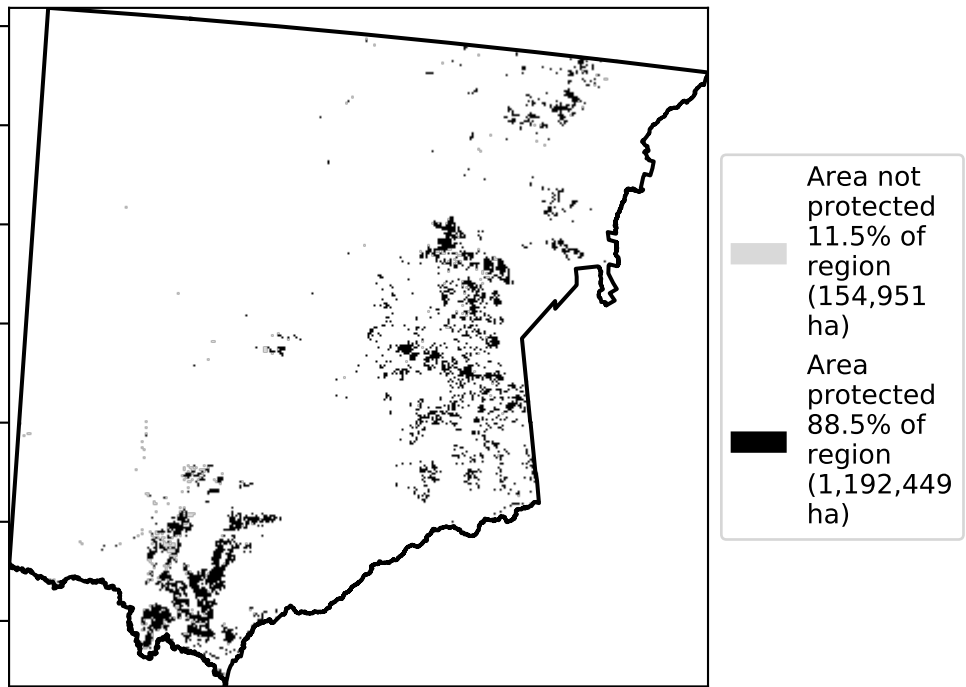 Area not
protected
11.5% of
region
(154,951
ha)
Area
protected
88.5% of
region
(1,192,449
ha)